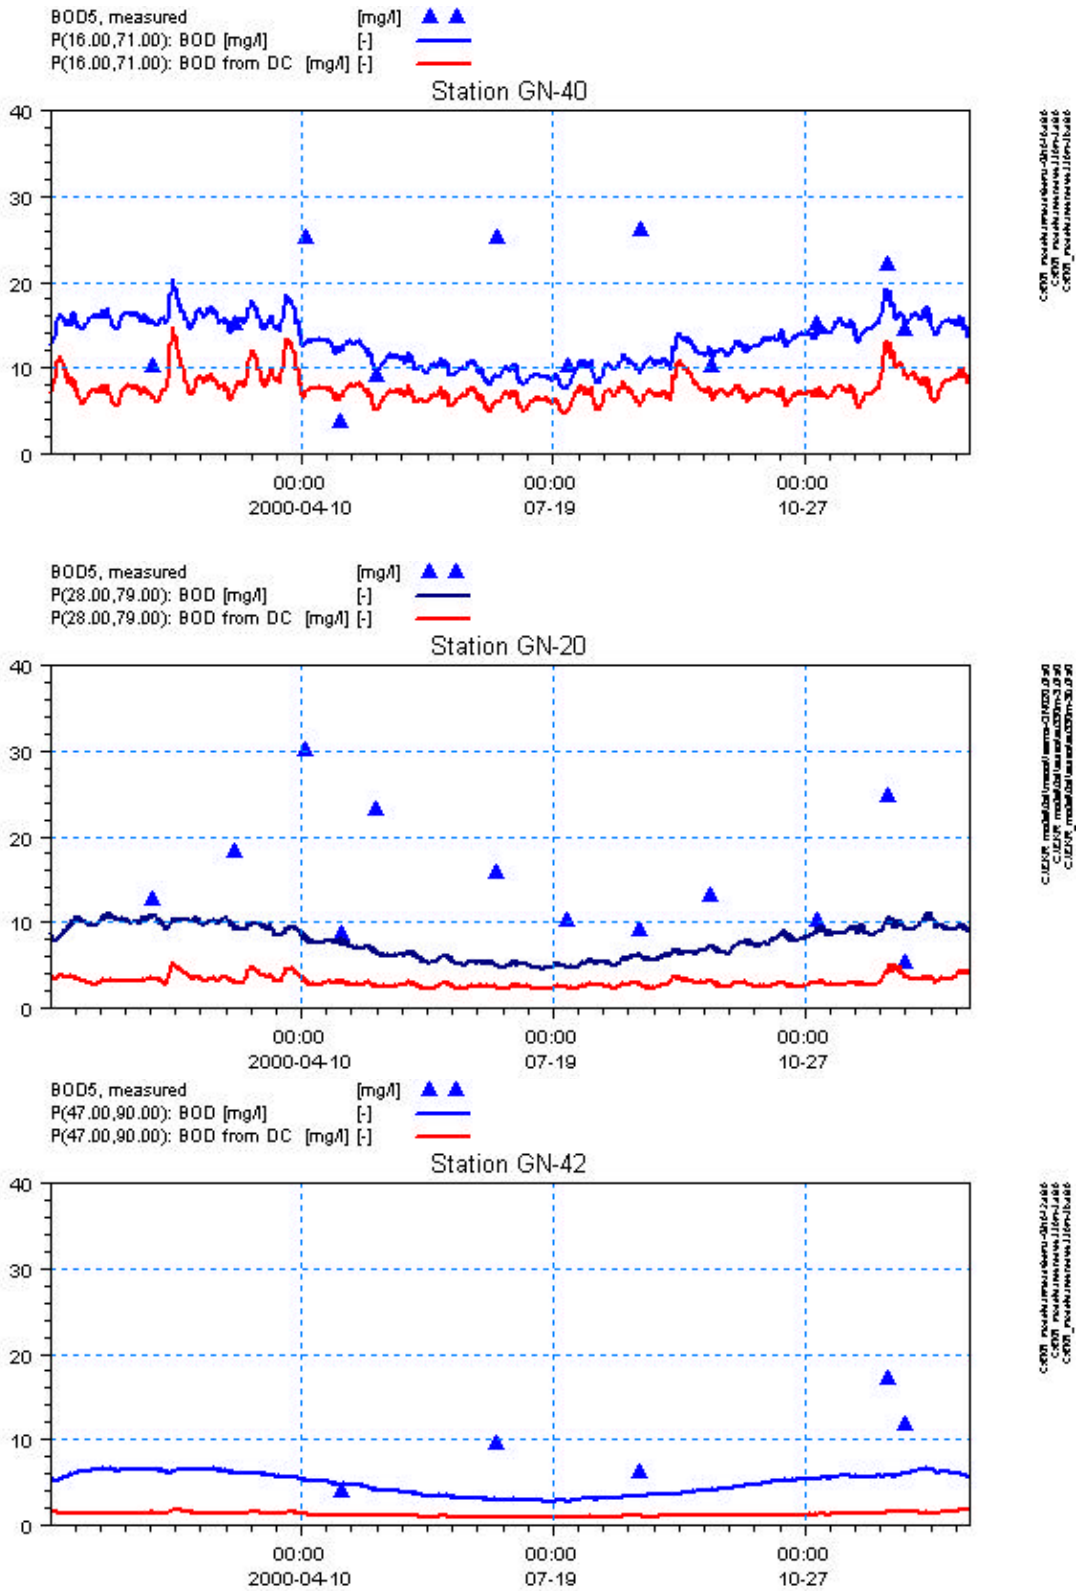 BOD5, measured [mg/l]
P(16.00,71.00): BOD [mg/l] [-]
P(16.00,71.00): BOD from DC [mg/l] [-]
Station GN-40
40
30
20
10
0
00:00 00:00 00:00
2000-04-10 07-19 10-27
BOD5, measured [mg/l]
P(28.00,79.00): BOD [mg/l] [-]
P(28.00,79.00): BOD from DC [mg/l] [-]
Station GN-20
40
30
20
10
0
00:00 00:00 00:00
2000-04-10 07-19 10-27
BOD5, measured [mg/l]
P(47.00,90.00): BOD [mg/l] [-]
P(47.00,90.00): BOD from DC [mg/l] [-]
Station GN-42
40
30
20
10
0
00:00 00:00 00:00
2000-04-10 07-19 10-27